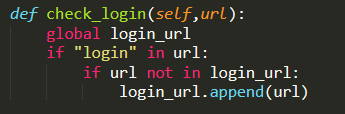 def check_login(self,url):
global login_url
if "login" in url:
if url not in login_url:
login_url.append(url)